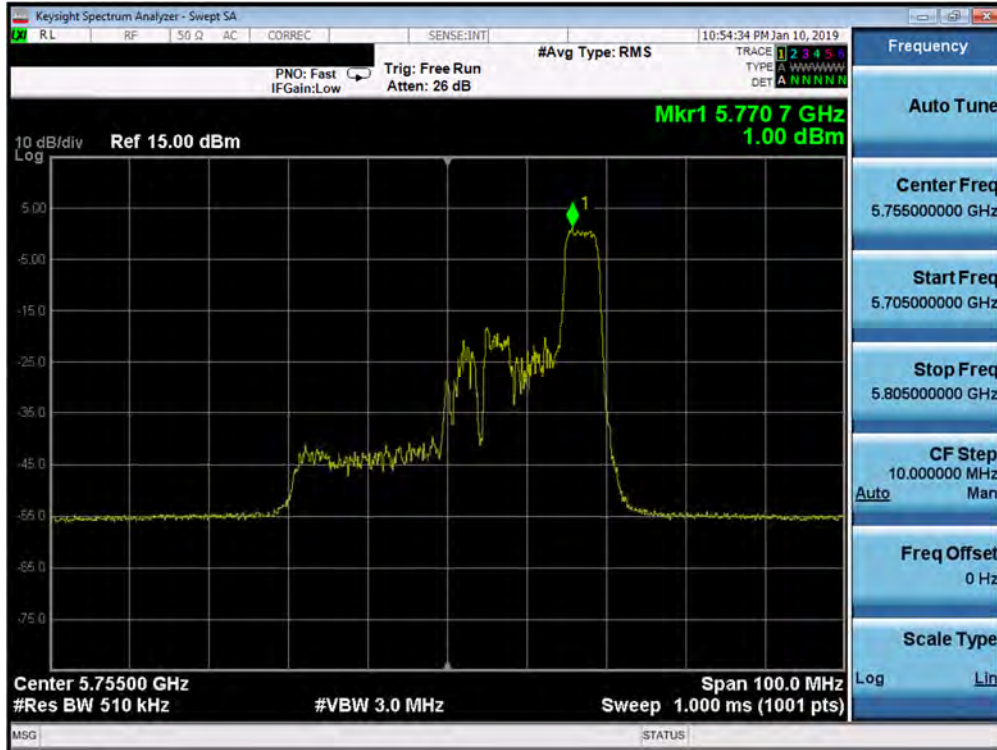 Keysight Spectrum Analyzer - Swept SA
LXI RL RF 50 Ω AC CORREC SENSE:INT 10:54:34 PM Jan 10, 2019
#Avg Type: RMS TRACE 1 2 3 4 5 6
PNO: Fast Trig: Free Run TYPE A WWWWW
IFGain:Low Atten: 26 dB DET A N N N N N
Mkr1 5.770 7 GHz
10 dB/div Ref 15.00 dBm 1.00 dBm
Log
1
5.00
-5.00
-15.0
-25.0
-35.0
-45.0
-55.0
-65.0
-75.0
Center 5.75500 GHz Span 100.0 MHz
#Res BW 510 kHz #VBW 3.0 MHz Sweep 1.000 ms (1001 pts)
MSG STATUS
Frequency
Auto Tune
Center Freq
5.755000000 GHz
Start Freq
5.705000000 GHz
Stop Freq
5.805000000 GHz
CF Step
10.000000 MHz
Auto Man
Freq Offset
0 Hz
Scale Type
Log Lin